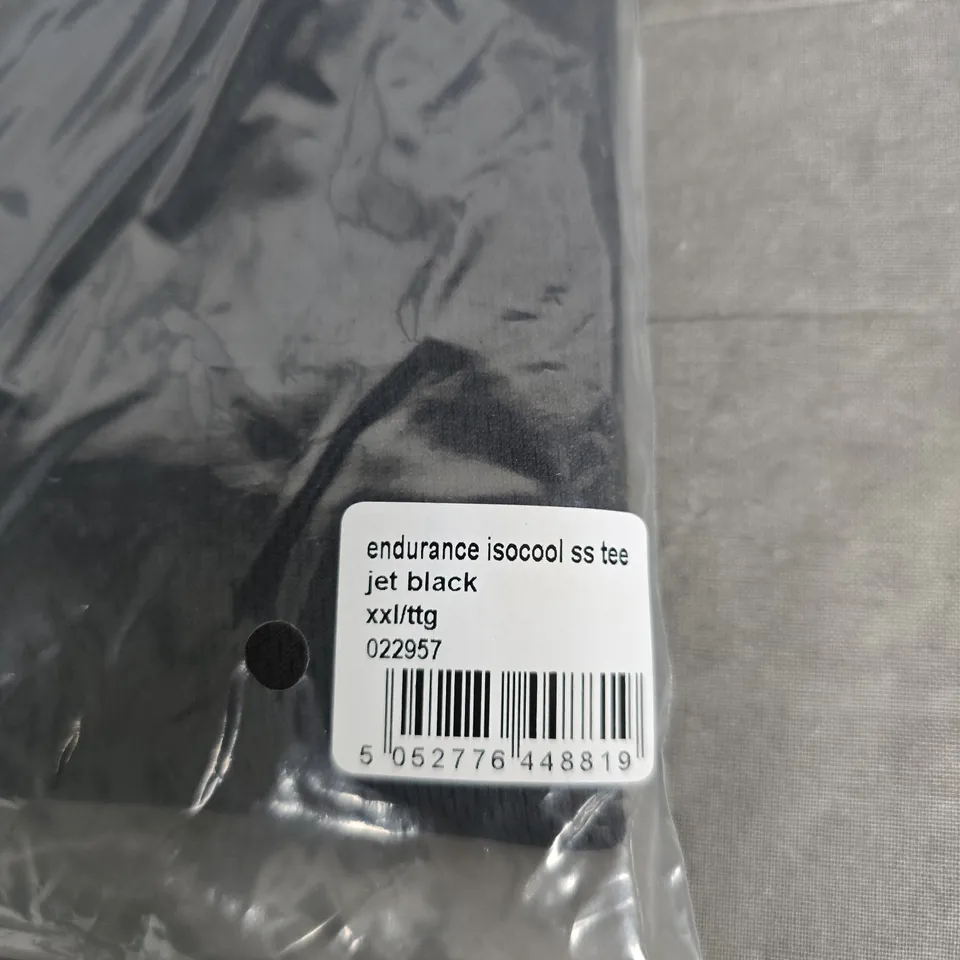 endurance isocool ss tee
jet black
xxl/ttg
022957
5 052776 448819